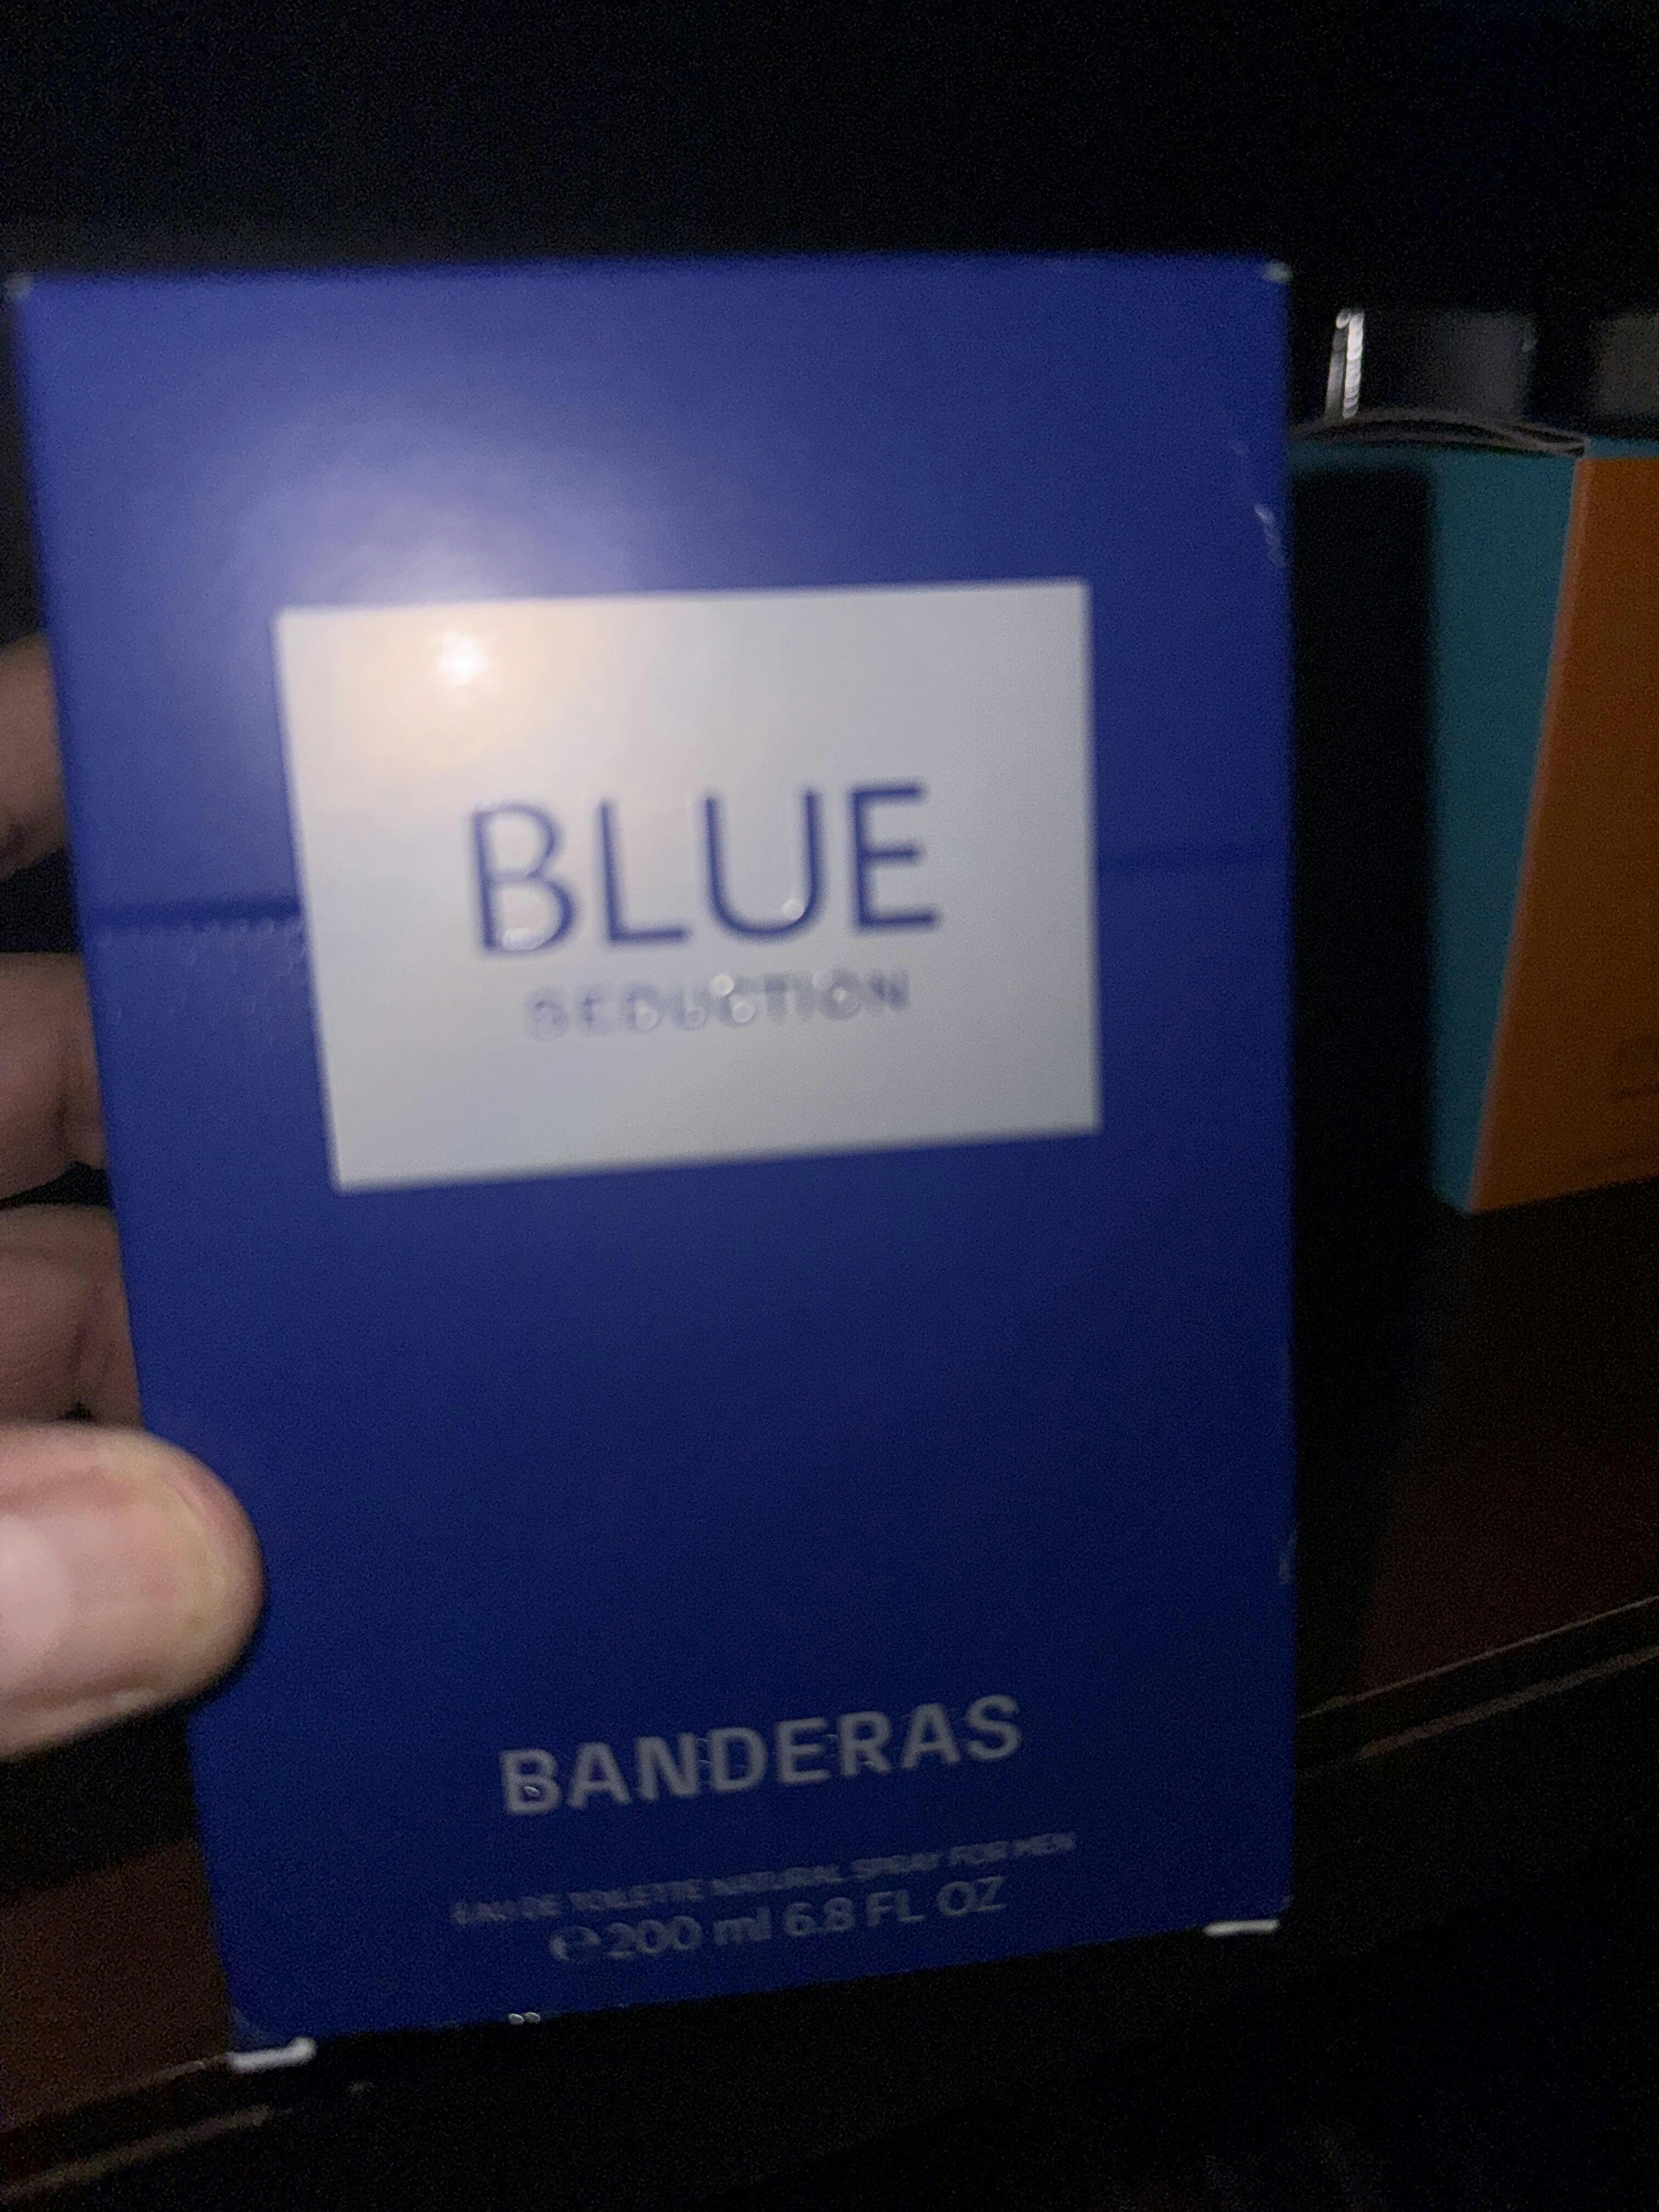 BLUE
SEDUCTION
BANDERAS
EAU DE TOILETTE NATURAL SPRAY FOR MEN
℮ 200 ml 6.8 FL OZ